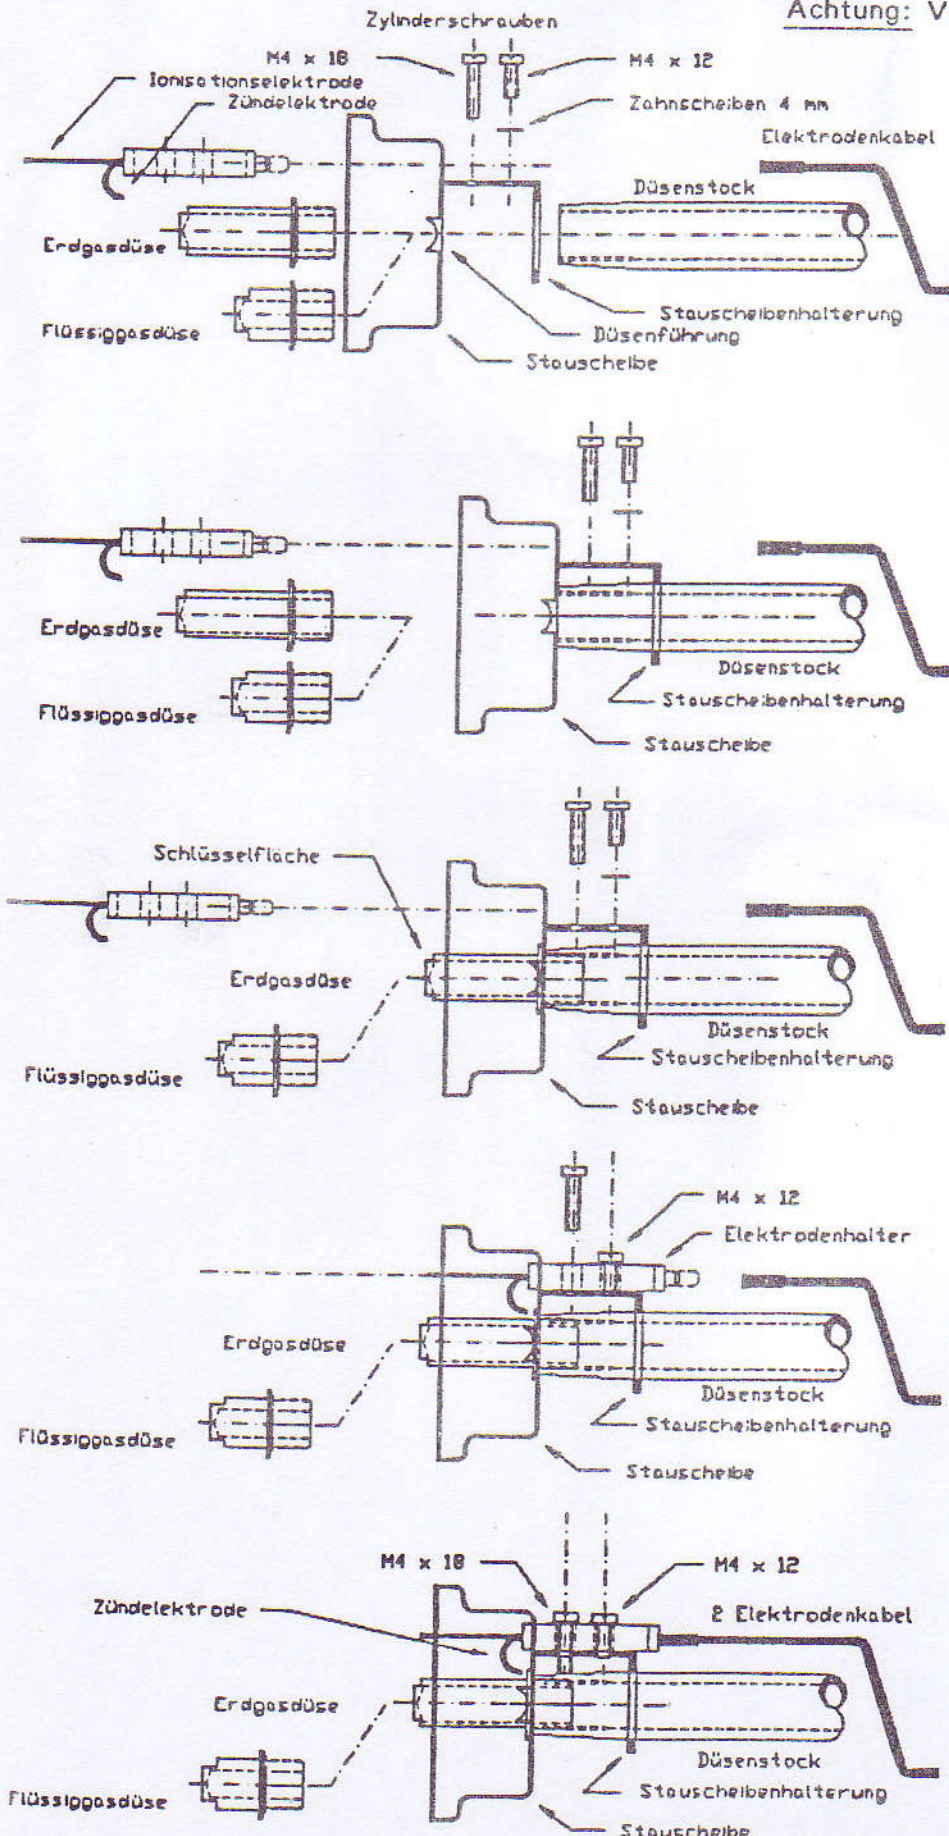 Achtung: V
Zylinderschrauben
M4 x 18
M4 x 12
Ionisationselektrode
Zündelektrode
Zahnscheiben 4 mm
Elektrodenkabel
Düsenstock
Erdgasdüse
Stauscheibenhalterung
Flüssiggasdüse
Düsenführung
Stauscheibe
Erdgasdüse
Düsenstock
Flüssiggasdüse
Stauscheibenhalterung
Stauscheibe
Schlüsselfläche
Erdgasdüse
Düsenstock
Stauscheibenhalterung
Flüssiggasdüse
Stauscheibe
M4 x 12
Elektrodenhalter
Erdgasdüse
Düsenstock
Stauscheibenhalterung
Flüssiggasdüse
Stauscheibe
M4 x 18
M4 x 12
Zündelektrode
2 Elektrodenkabel
Erdgasdüse
Düsenstock
Stauscheibenhalterung
Flüssiggasdüse
Stauscheibe